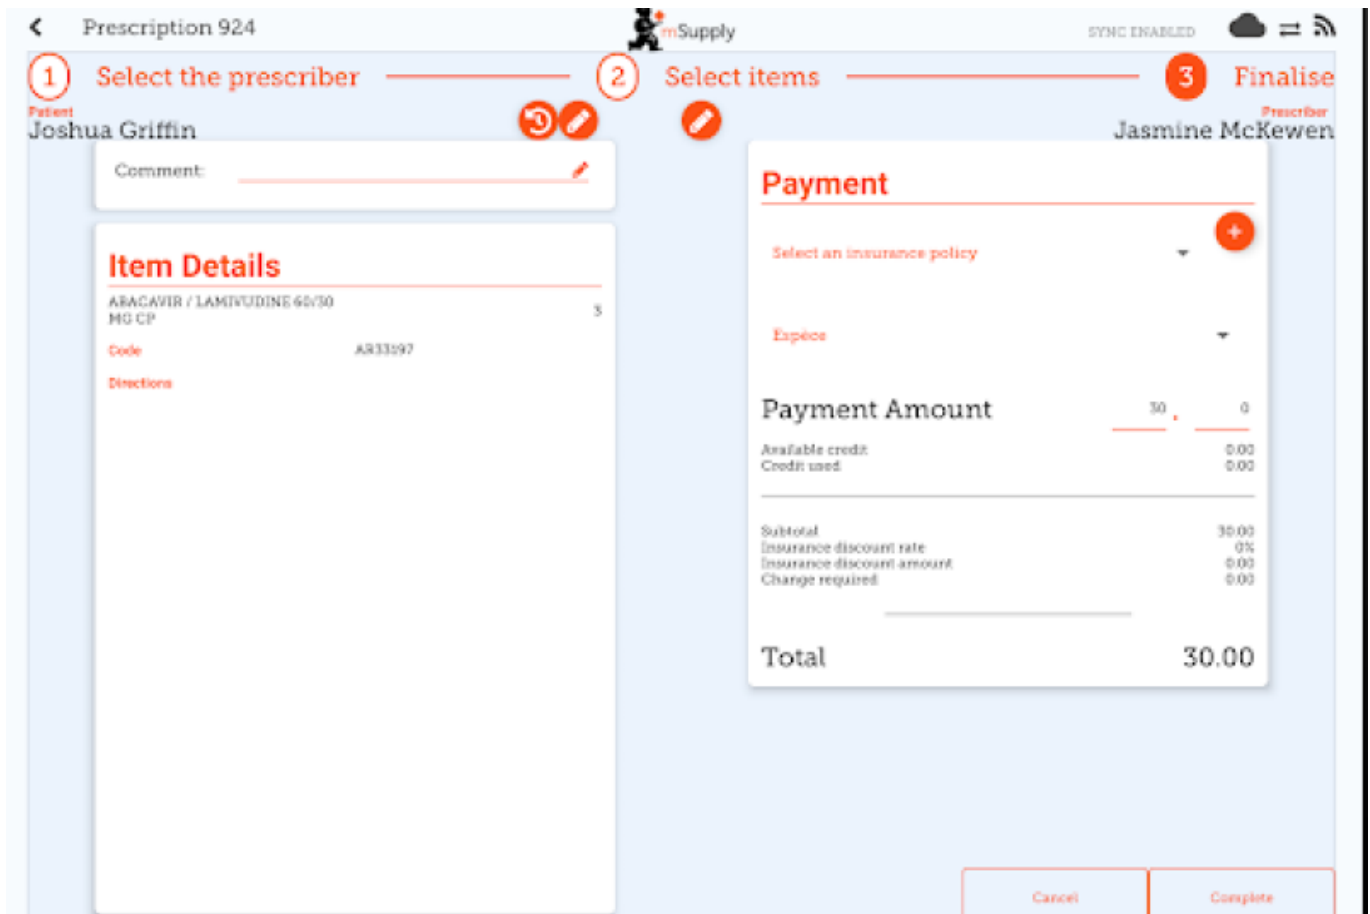 Prescription 924
mSupply
SYNC ENABLED
1 Select the prescriber
2 Select items
3 Finalise
Patient
Joshua Griffin
Prescriber
Jasmine McKewen
Comment:
Item Details
ABACAVIR / LAMIVUDINE 60/30
MG CP
3
Code AR33197
Directions
Payment
+
Select an insurance policy
Espèce
Payment Amount 30 . 0
Available credit 0.00
Credit used 0.00
Subtotal 30.00
Insurance discount rate 0%
Insurance discount amount 0.00
Change required 0.00
Total 30.00
Cancel
Complete